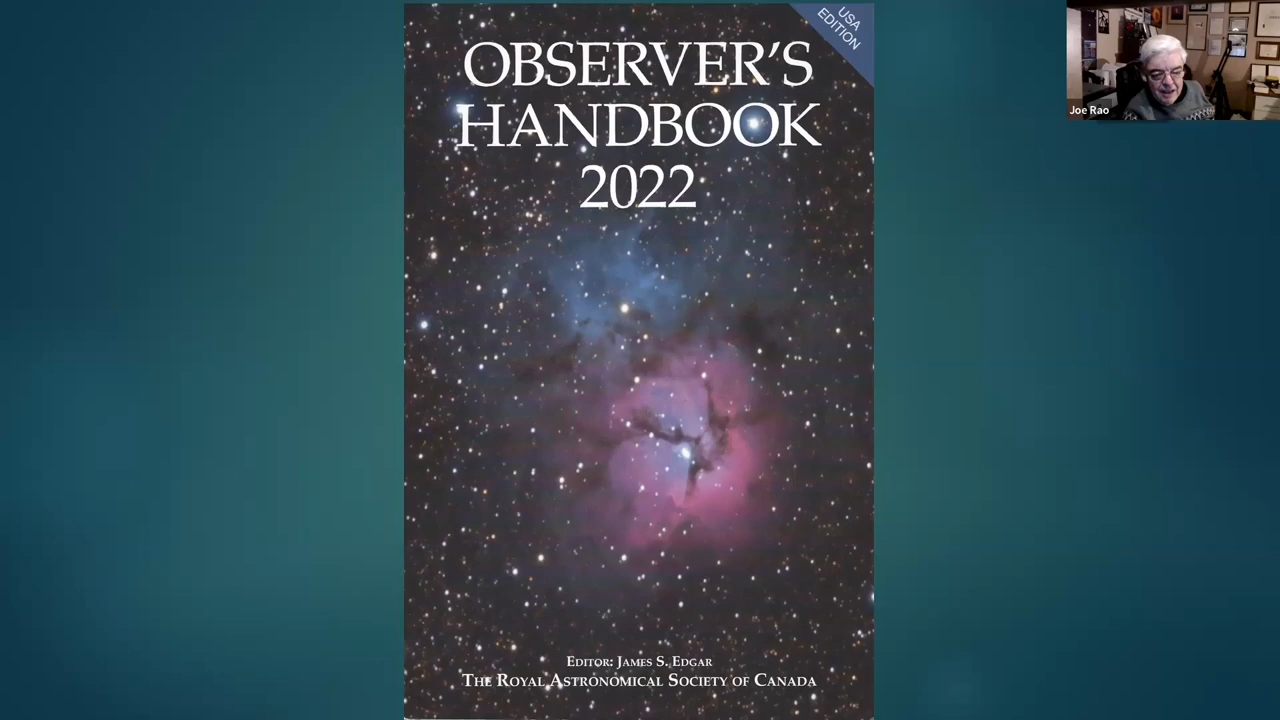 USA
EDITION
OBSERVER'S
HANDBOOK
2022
Joe Rao
EDITOR: JAMES S. EDGAR
THE ROYAL ASTRONOMICAL SOCIETY OF CANADA